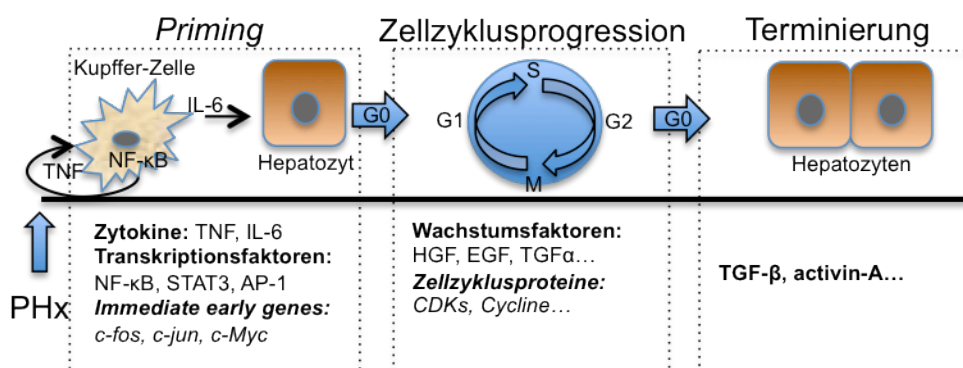 Priming
Zellzyklusprogression
Terminierung
Kupffer-Zelle
IL-6
NF-κB
TNF
Hepatozyt
G0
S
G1
G2
M
G0
Hepatozyten
PHx
Zytokine: TNF, IL-6
Transkriptionsfaktoren:
NF-κB, STAT3, AP-1
Immediate early genes:
c-fos, c-jun, c-Myc
Wachstumsfaktoren:
HGF, EGF, TGFα…
Zellzyklusproteine:
CDKs, Cycline…
TGF-β, activin-A…